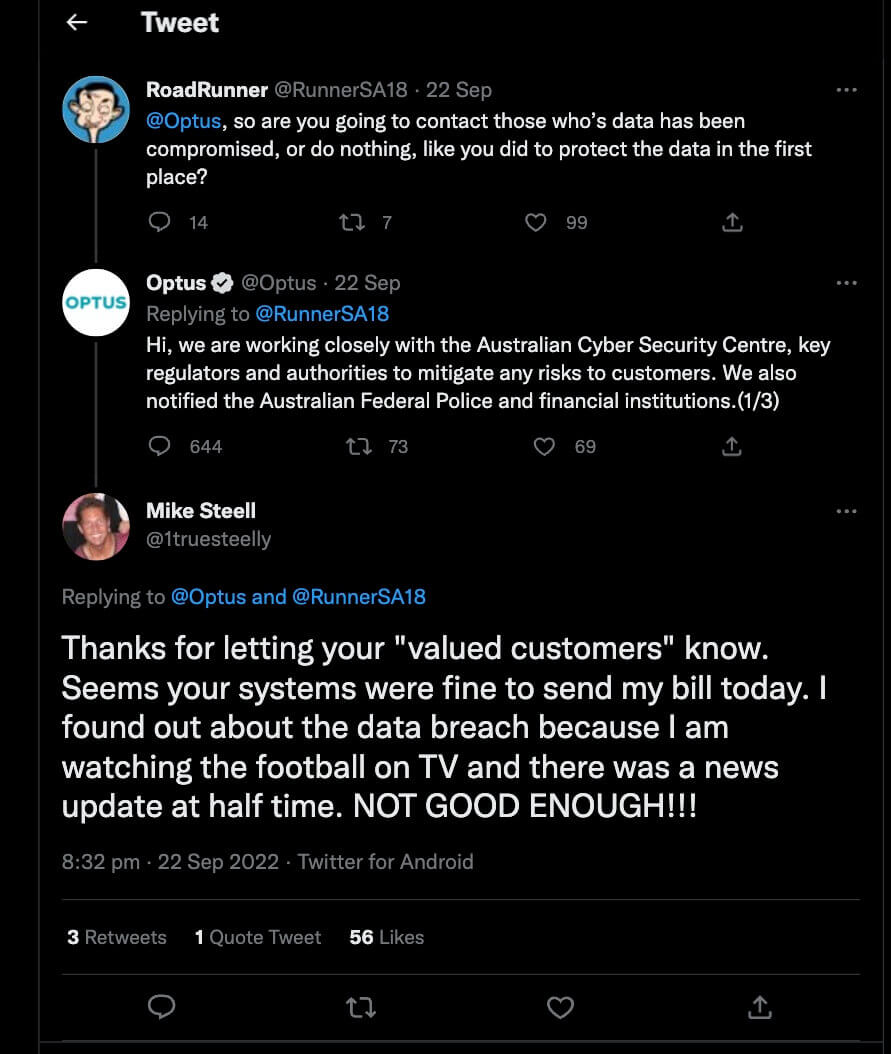 Tweet
RoadRunner @RunnerSA18 · 22 Sep
@Optus, so are you going to contact those who’s data has been
compromised, or do nothing, like you did to protect the data in the first
place?
14 7 99
Optus @Optus · 22 Sep
OPTUS
Replying to @RunnerSA18
Hi, we are working closely with the Australian Cyber Security Centre, key
regulators and authorities to mitigate any risks to customers. We also
notified the Australian Federal Police and financial institutions.(1/3)
644 73 69
Mike Steell
@1truesteelly
Replying to @Optus and @RunnerSA18
Thanks for letting your "valued customers" know.
Seems your systems were fine to send my bill today. I
found out about the data breach because I am
watching the football on TV and there was a news
update at half time. NOT GOOD ENOUGH!!!
8:32 pm · 22 Sep 2022 · Twitter for Android
3 Retweets 1 Quote Tweet 56 Likes